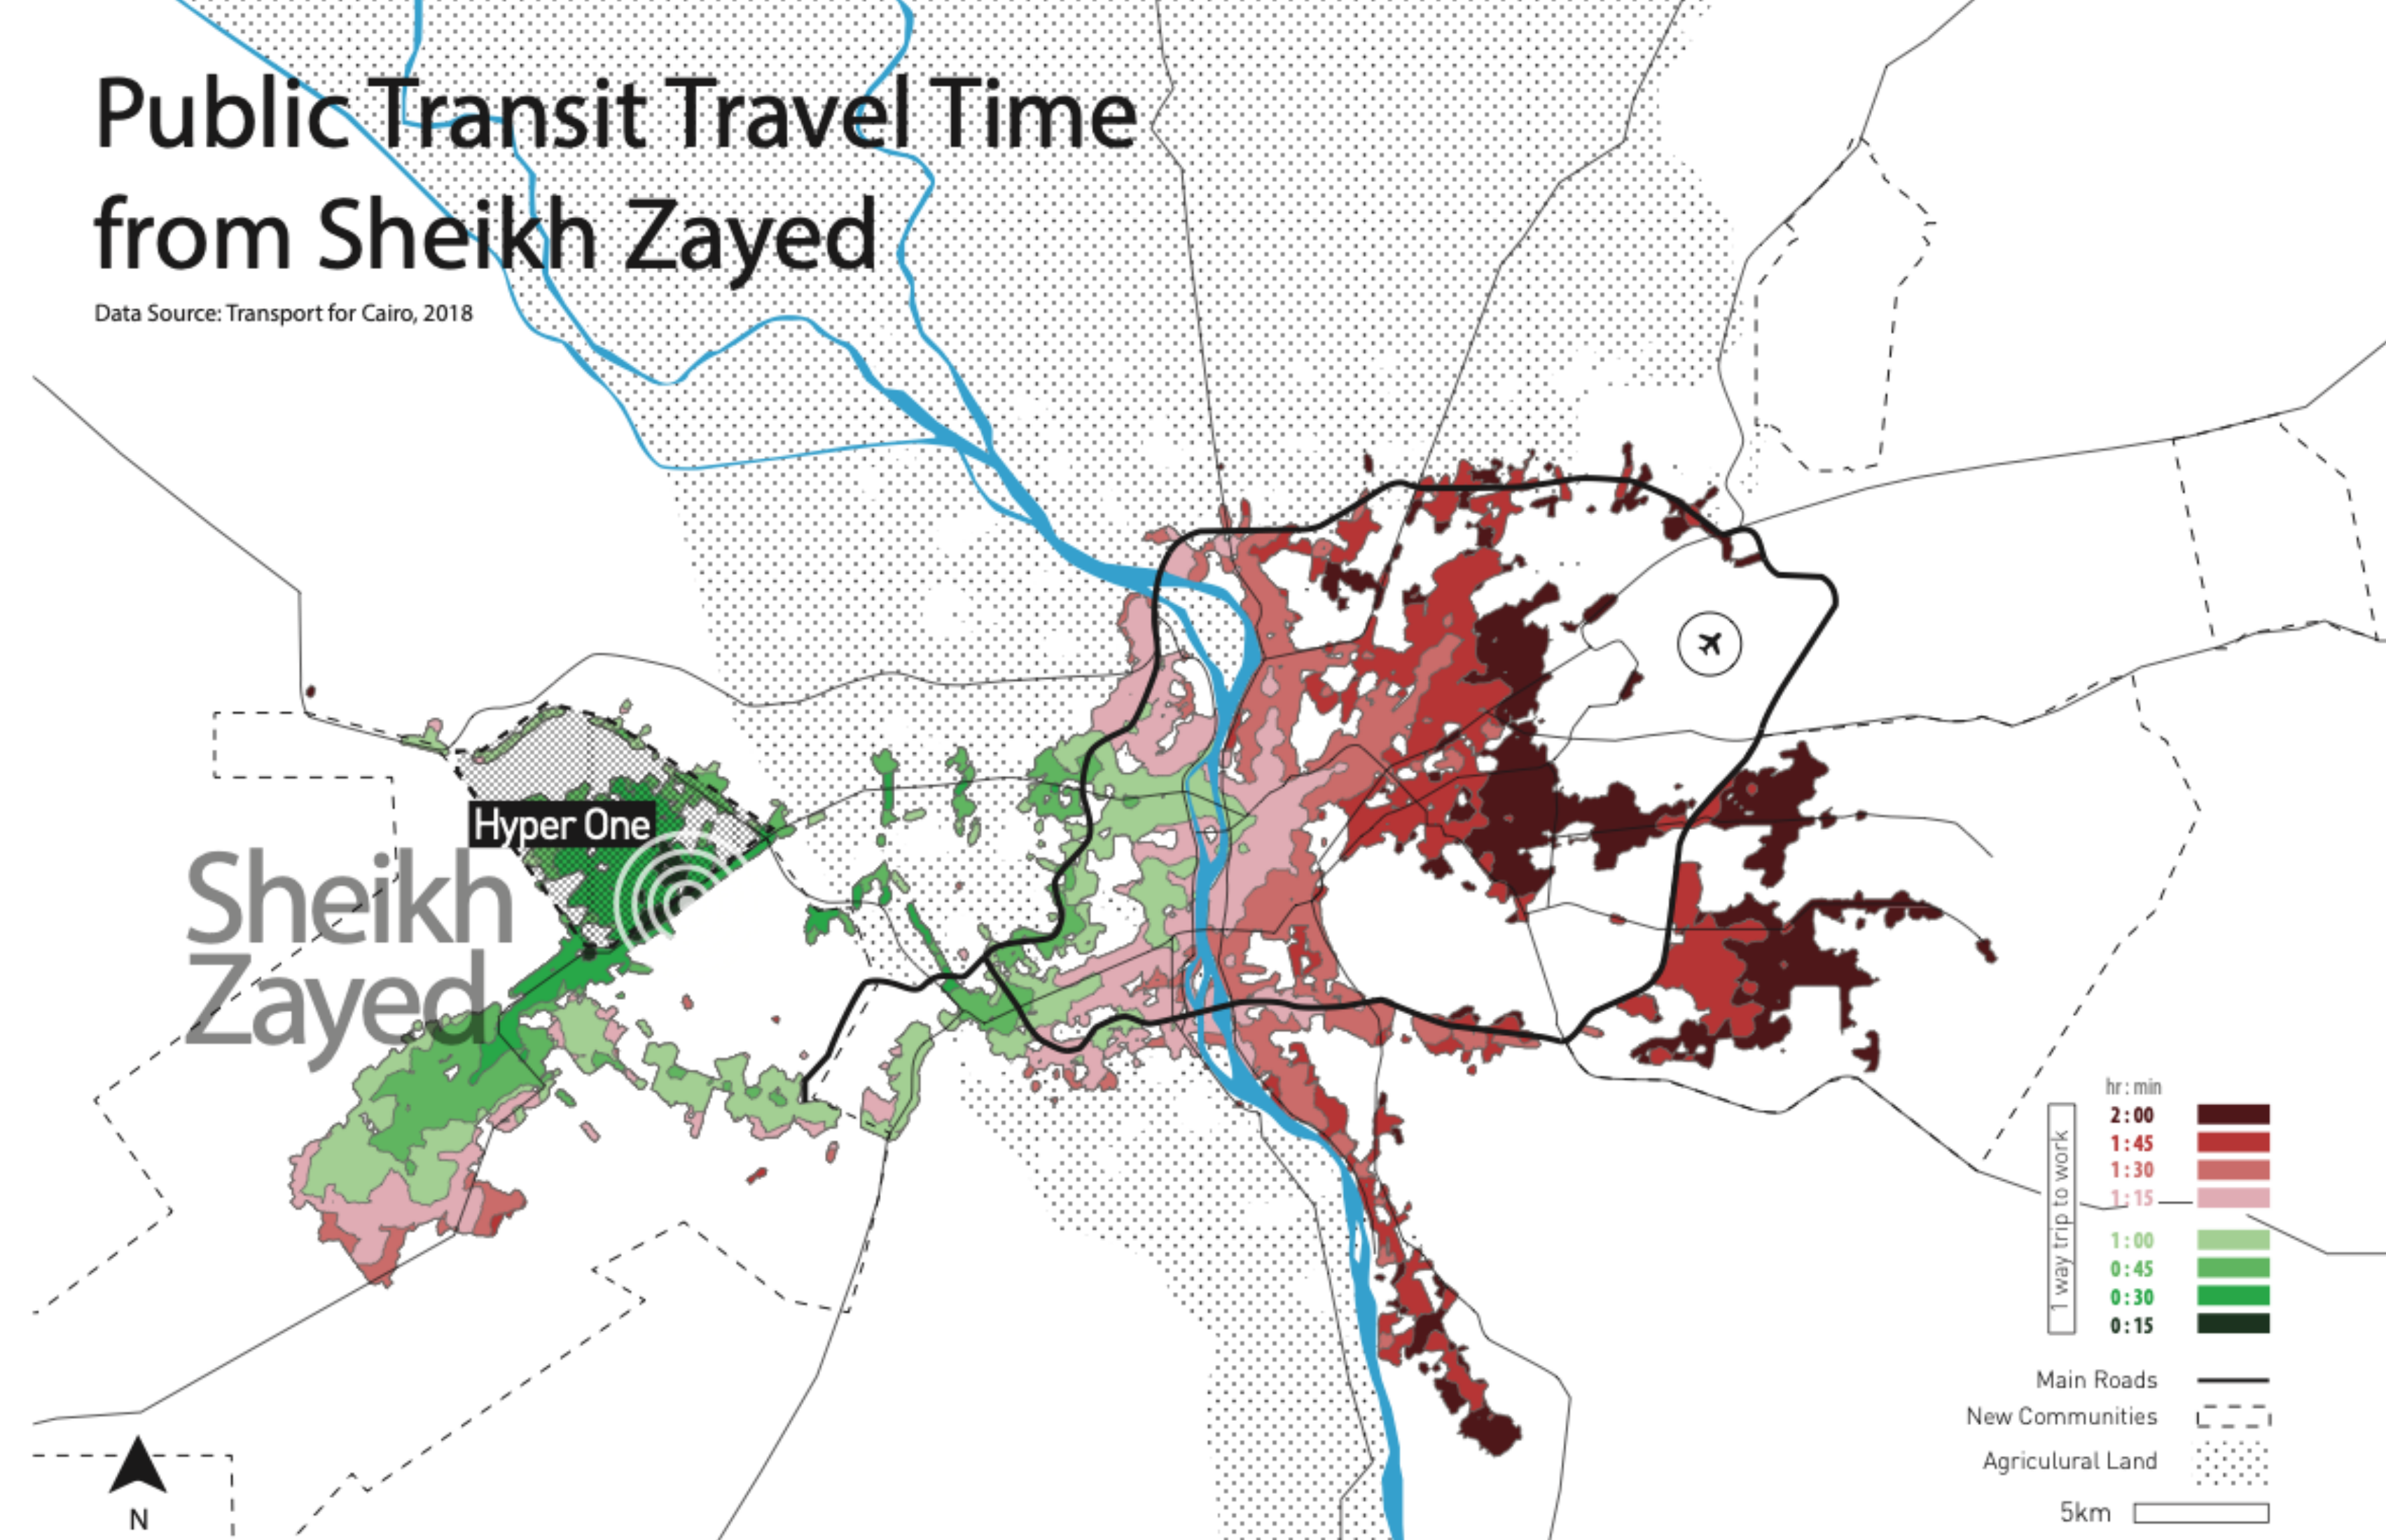 Public Transit Travel Time
from Sheikh Zayed
Data Source: Transport for Cairo, 2018
Hyper One
Sheikh
Zayed
hr : min
2:00
1:45
1:30
1:15
1:00
0:45
0:30
0:15
1 way trip to work
Main Roads
New Communities
Agriculural Land
5km
N